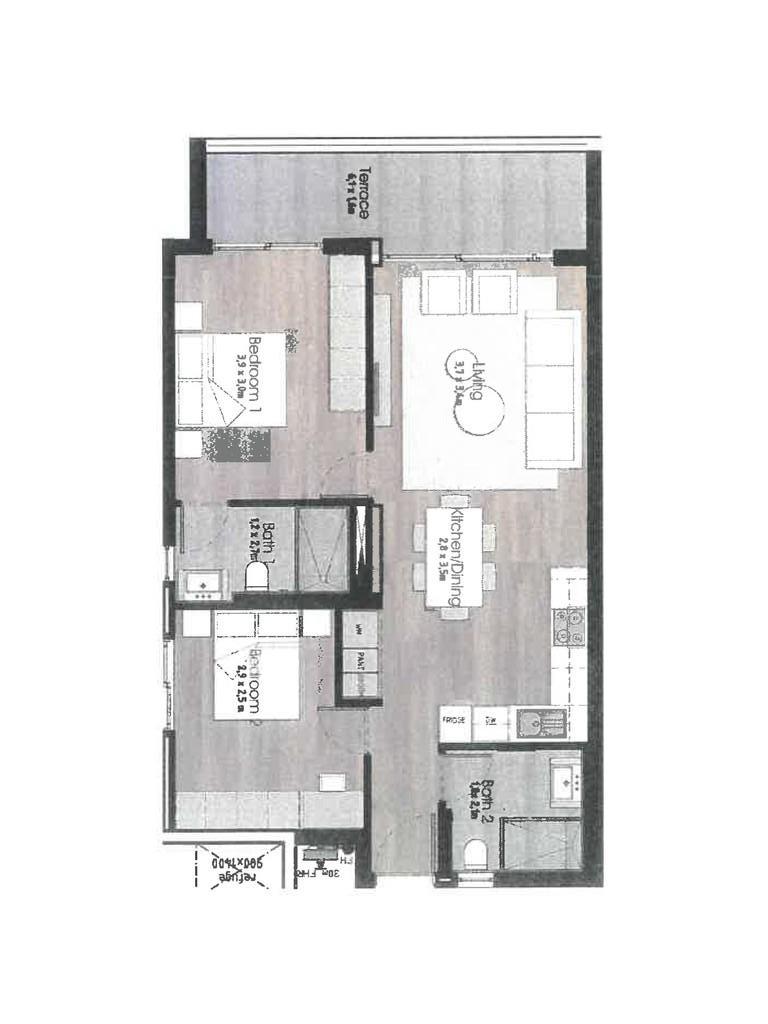 Terrace
6,1 x 1,6m
Bedroom 1
3,9 x 3,0m
Living
3,7 x 3,6m
Bath 1
1,2 x 2,7m
Kitchen/Dining
2,8 x 3,5m
WM
PANT
Bedroom 2
2,9 x 2,5m
FRIDGE
DW
Bath 2
1,8 x 2,1m
refuge
900x1400
FH
30m FHR